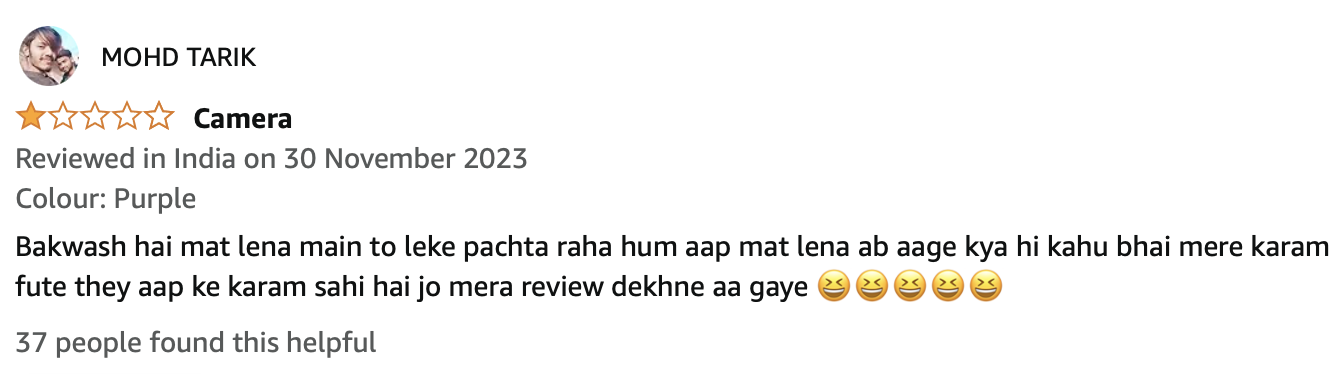 MOHD TARIK
Camera
Reviewed in India on 30 November 2023
Colour: Purple
Bakwash hai mat lena main to leke pachta raha hum aap mat lena ab aage kya hi kahu bhai mere karam
fute they aap ke karam sahi hai jo mera review dekhne aa gaye 😆😆😆😆😆
37 people found this helpful